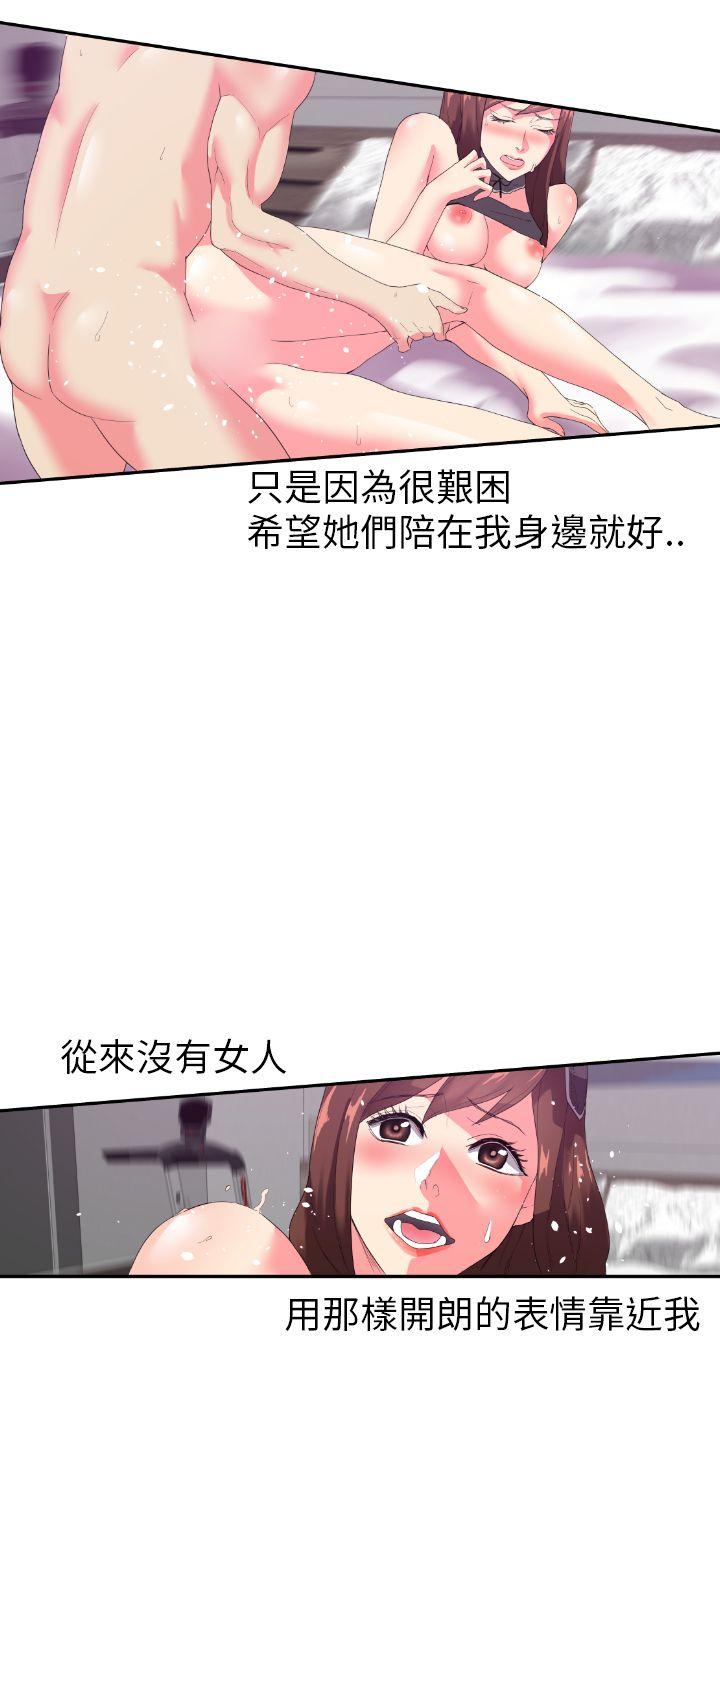 只是因為很艱困
希望她們陪在我身邊就好..
從來沒有女人
用那樣開朗的表情靠近我